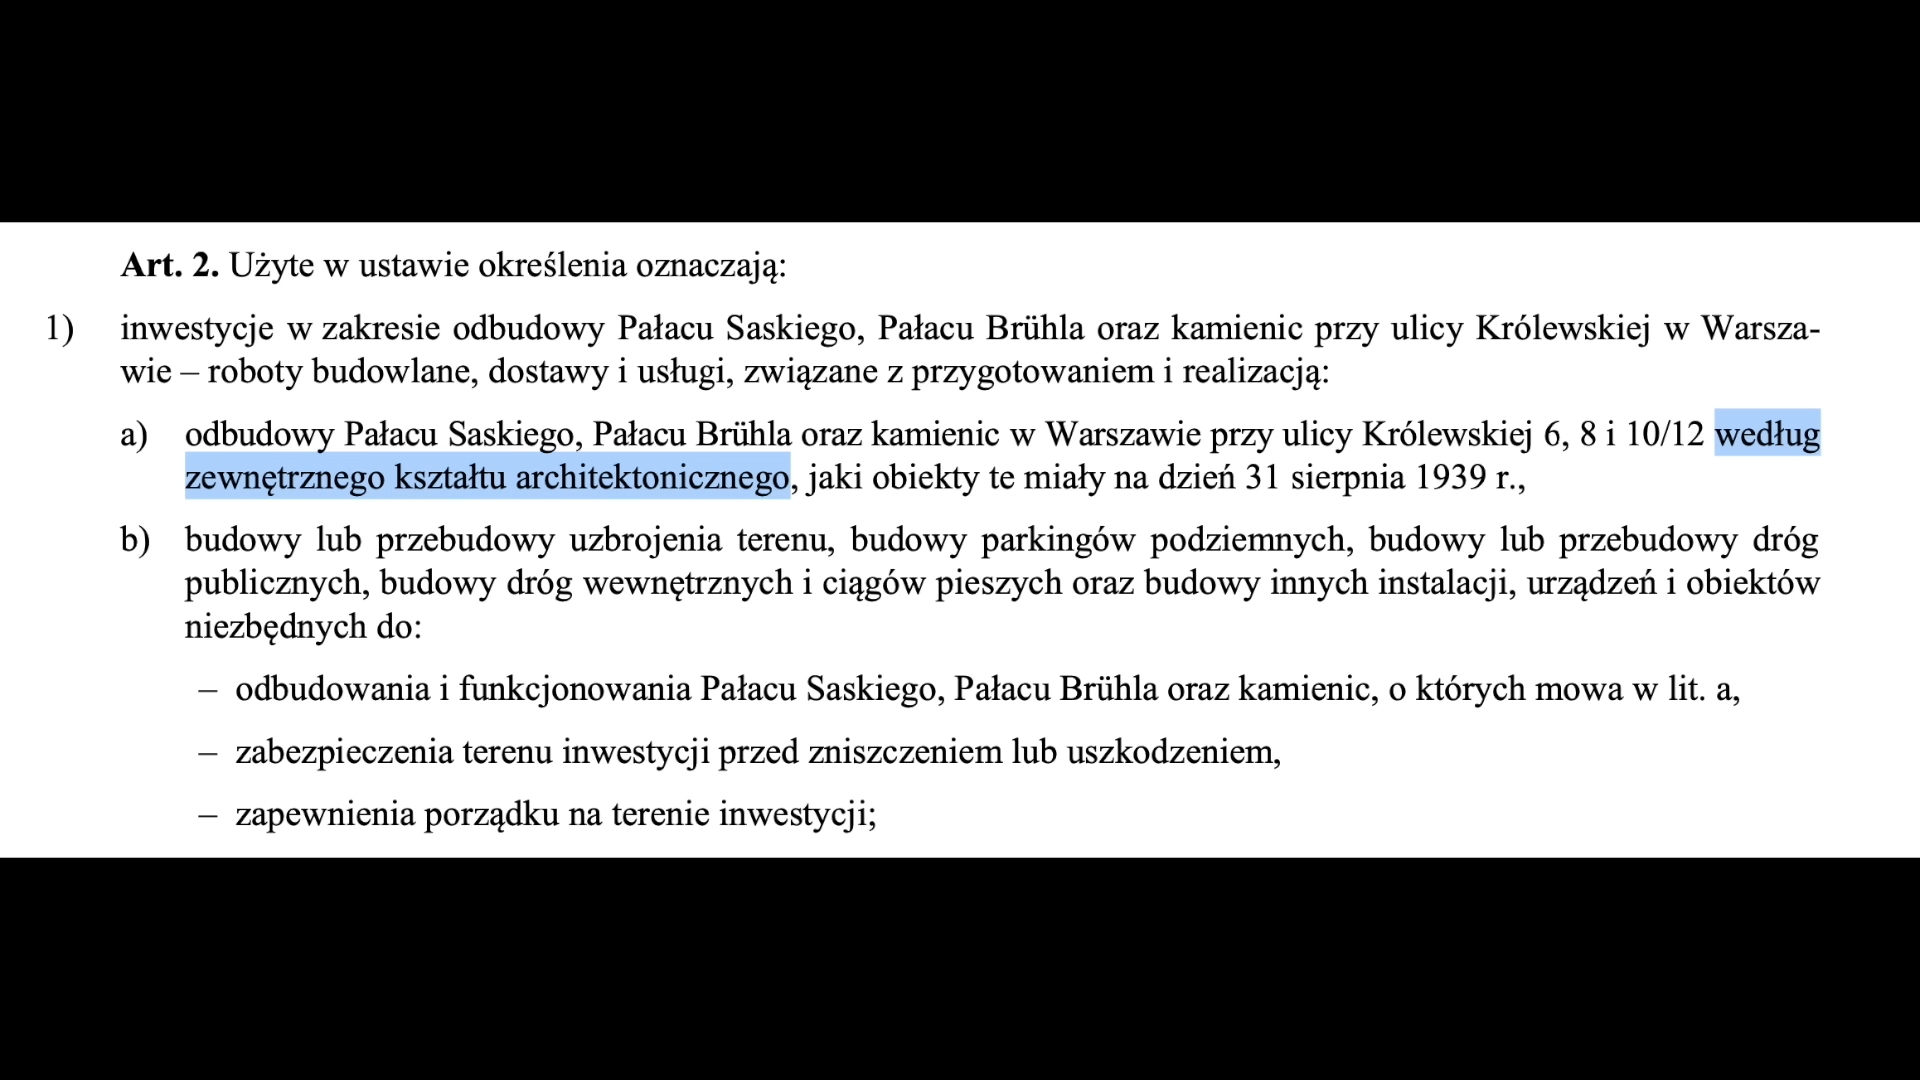 Art. 2. Użyte w ustawie określenia oznaczają:
1) inwestycje w zakresie odbudowy Pałacu Saskiego, Pałacu Brühla oraz kamienic przy ulicy Królewskiej w Warsza-
wie – roboty budowlane, dostawy i usługi, związane z przygotowaniem i realizacją:
a) odbudowy Pałacu Saskiego, Pałacu Brühla oraz kamienic w Warszawie przy ulicy Królewskiej 6, 8 i 10/12 według
zewnętrznego kształtu architektonicznego, jaki obiekty te miały na dzień 31 sierpnia 1939 r.,
b) budowy lub przebudowy uzbrojenia terenu, budowy parkingów podziemnych, budowy lub przebudowy dróg
publicznych, budowy dróg wewnętrznych i ciągów pieszych oraz budowy innych instalacji, urządzeń i obiektów
niezbędnych do:
– odbudowania i funkcjonowania Pałacu Saskiego, Pałacu Brühla oraz kamienic, o których mowa w lit. a,
– zabezpieczenia terenu inwestycji przed zniszczeniem lub uszkodzeniem,
– zapewnienia porządku na terenie inwestycji;